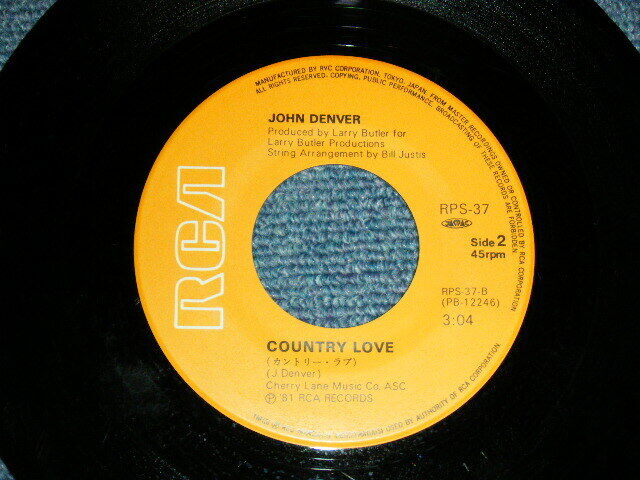 MANUFACTURED BY RVC CORPORATION, TOKYO, JAPAN, FROM MASTER RECORDINGS OWNED OR CONTROLLED BY RCA CORPORATION.
ALL RIGHTS RESERVED- COPYING, PUBLIC PERFORMANCE, BROADCASTING OF THESE RECORDS ARE FORBIDDEN.
JOHN DENVER
Produced by Larry Butler for
Larry Butler Productions
String Arrangement by Bill Justis
RCA
RPS-37
JASRAC
Side 2
45rpm
RPS-37-B
(PB-12246)
3:04
COUNTRY LOVE
(カントリー・ラブ)
(J.Denver)
Cherry Lane Music Co, ASC
Ⓟ '81 RCA RECORDS
USED BY AUTHORITY OF RCA CORPORATION.